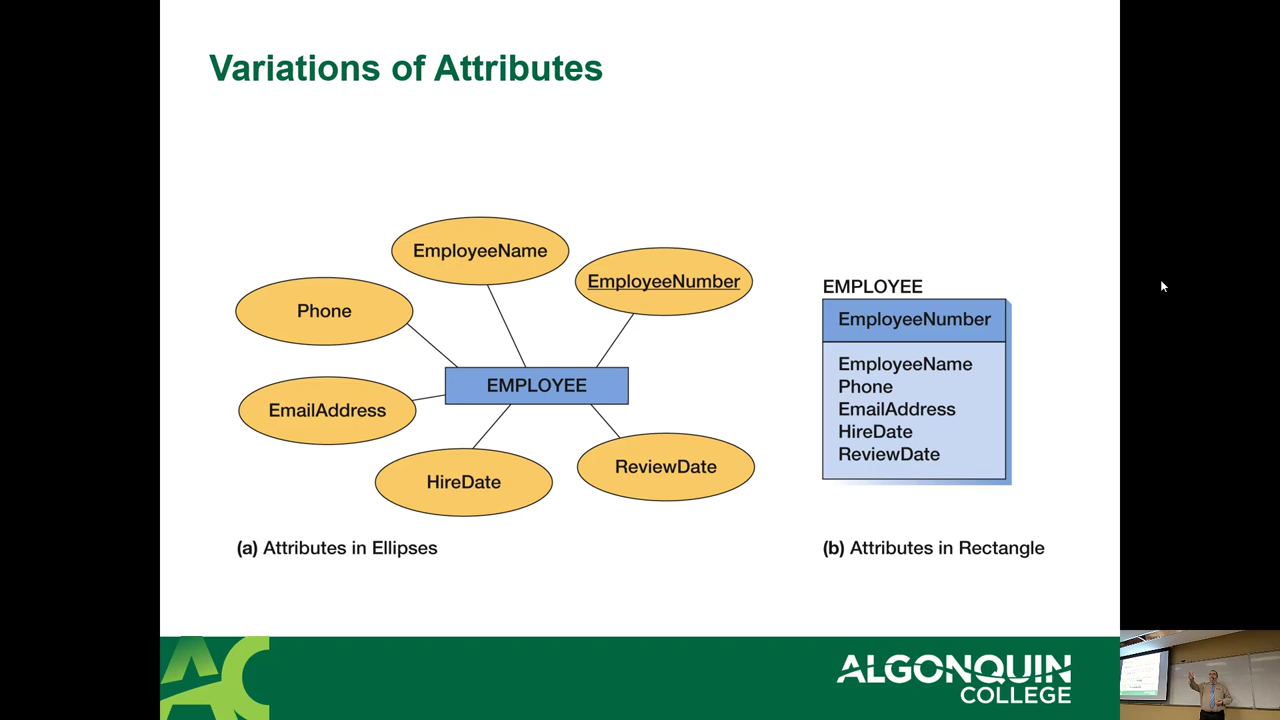 Variations of Attributes
EmployeeName
EmployeeNumber
Phone
EMPLOYEE
EmailAddress
HireDate
ReviewDate
(a) Attributes in Ellipses
EMPLOYEE
EmployeeNumber
EmployeeName
Phone
EmailAddress
HireDate
ReviewDate
(b) Attributes in Rectangle
AC
ALGONQUIN
COLLEGE